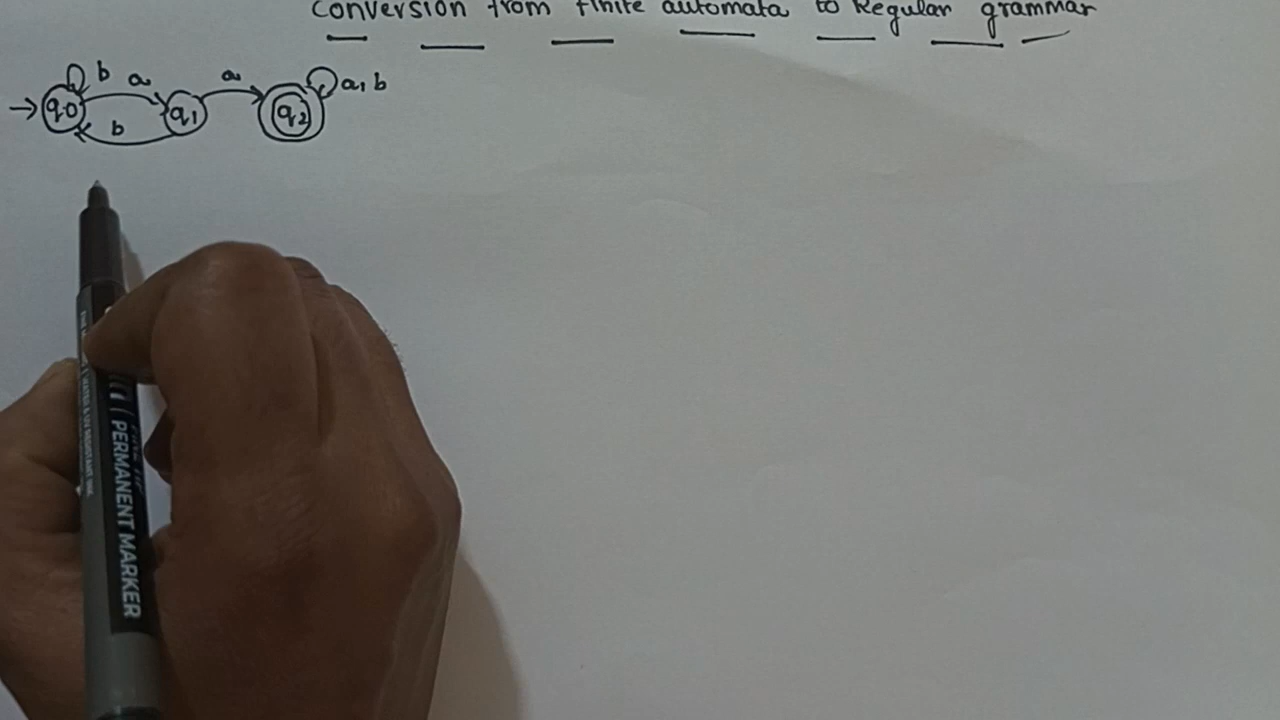 Conversion from finite automata to Regular grammar
b a a a, b
→ q0 q1 q2
b
PERMANENT MARKER